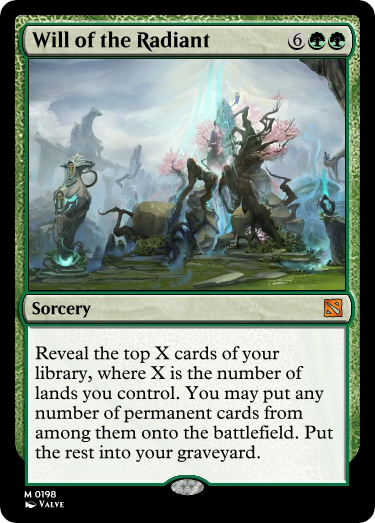 Will of the Radiant 6
Sorcery
Reveal the top X cards of your
library, where X is the number of
lands you control. You may put any
number of permanent cards from
among them onto the battlefield. Put
the rest into your graveyard.
M 0198
Valve